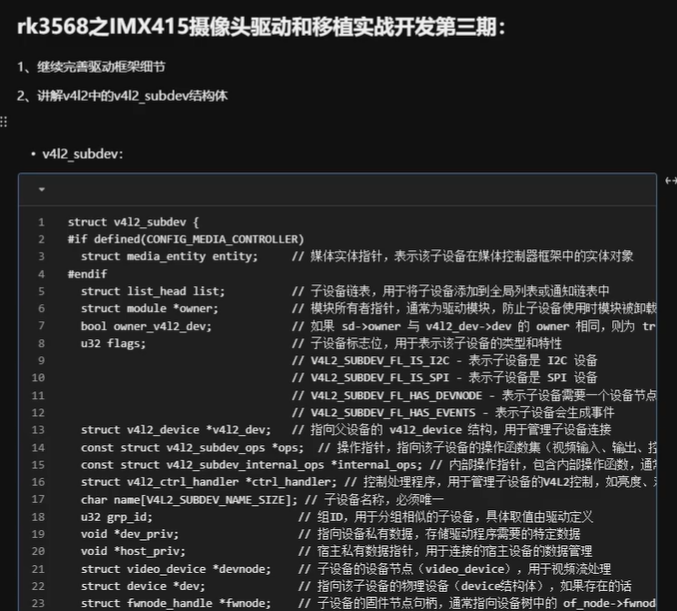 rk3568之IMX415摄像头驱动和移植实战开发第三期：
1、继续完善驱动框架细节
2、讲解v4l2中的v4l2_subdev结构体
• v4l2_subdev：
1 struct v4l2_subdev {
2 #if defined(CONFIG_MEDIA_CONTROLLER)
3 struct media_entity entity; // 媒体实体指针，表示该子设备在媒体控制器框架中的实体对象
4 #endif
5 struct list_head list; // 子设备链表，用于将子设备添加到全局列表或通知链表中
6 struct module *owner; // 模块所有者指针，通常为驱动模块，防止子设备使用时模块被卸载
7 bool owner_v4l2_dev; // 如果 sd->owner 与 v4l2_dev->dev 的 owner 相同，则为 tr
8 u32 flags; // 子设备标志位，用于表示该子设备的类型和特性
9 // V4L2_SUBDEV_FL_IS_I2C - 表示子设备是 I2C 设备
10 // V4L2_SUBDEV_FL_IS_SPI - 表示子设备是 SPI 设备
11 // V4L2_SUBDEV_FL_HAS_DEVNODE - 表示子设备需要一个设备节点
12 // V4L2_SUBDEV_FL_HAS_EVENTS - 表示子设备会生成事件
13 struct v4l2_device *v4l2_dev; // 指向父设备的 v4l2_device 结构，用于管理子设备连接
14 const struct v4l2_subdev_ops *ops; // 操作指针，指向该子设备的操作函数集（视频输入、输出、控
15 const struct v4l2_subdev_internal_ops *internal_ops; // 内部操作指针，包含内部操作函数，通常
16 struct v4l2_ctrl_handler *ctrl_handler; // 控制处理程序，用于管理子设备的V4L2控制，如亮度、
17 char name[V4L2_SUBDEV_NAME_SIZE]; // 子设备名称，必须唯一
18 u32 grp_id; // 组ID，用于分组相似的子设备，具体取值由驱动定义
19 void *dev_priv; // 指向设备私有数据，存储驱动程序需要的特定数据
20 void *host_priv; // 宿主私有数据指针，用于连接的宿主设备的数据管理
21 struct video_device *devnode; // 子设备的设备节点（video_device），用于视频流处理
22 struct device *dev; // 指向该子设备的物理设备（device结构体），如果存在的话
23 struct fwnode_handle *fwnode; // 子设备的固件节点句柄，通常指向设备树中的 of_node->fwnod